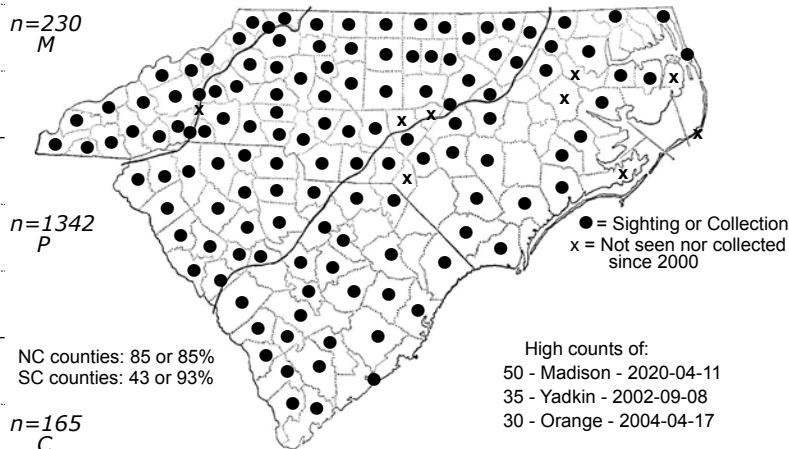 n=230
M
n=1342
P
n=165
C
● = Sighting or Collection
x = Not seen nor collected
since 2000
NC counties: 85 or 85%
SC counties: 43 or 93%
High counts of:
50 - Madison - 2020-04-11
35 - Yadkin - 2002-09-08
30 - Orange - 2004-04-17